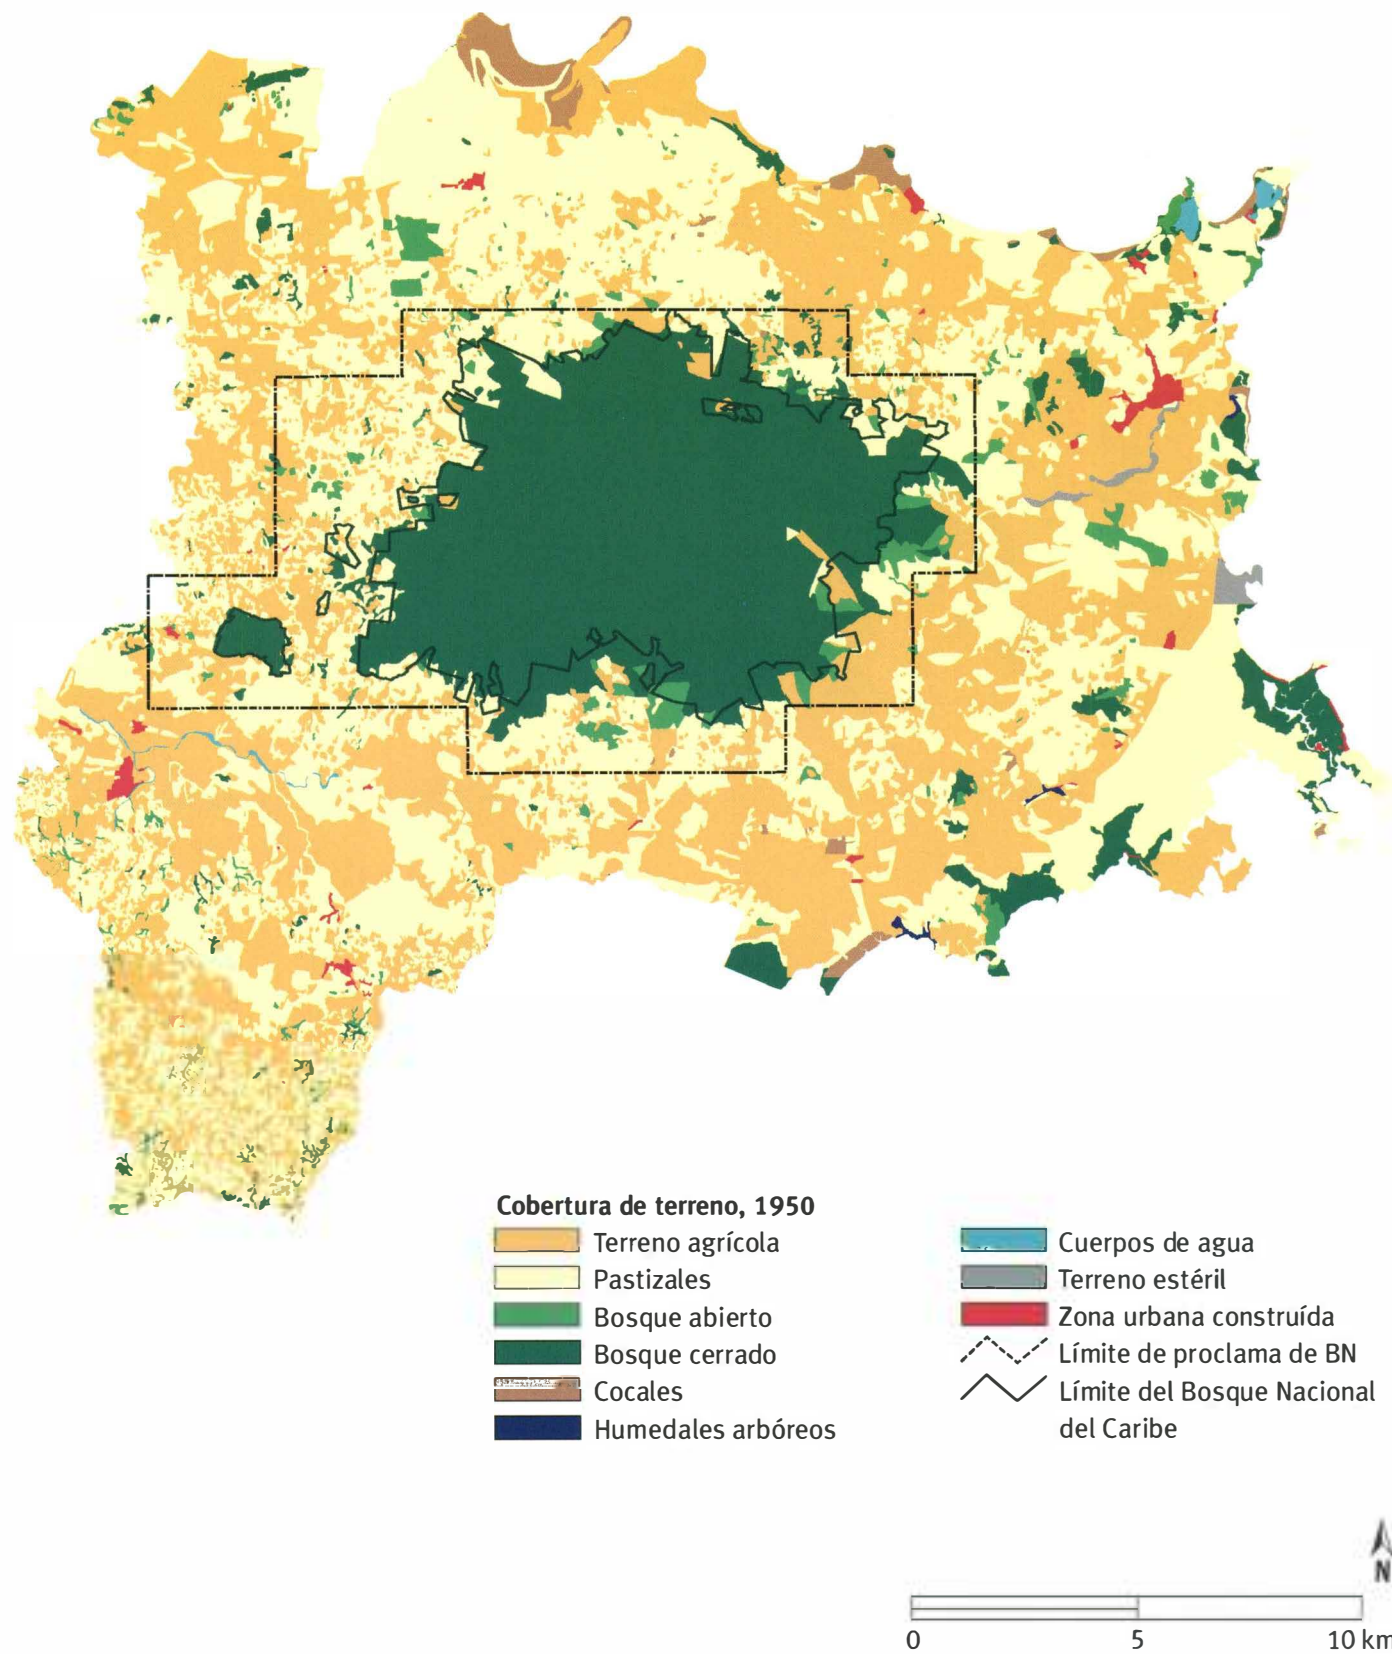 Cobertura de terreno, 1950
Terreno agrícola
Pastizales
Bosque abierto
Bosque cerrado
Cocales
Humedales arbóreos
Cuerpos de agua
Terreno estéril
Zona urbana construída
Límite de proclama de BN
Límite del Bosque Nacional
del Caribe
N
0 5 10 km